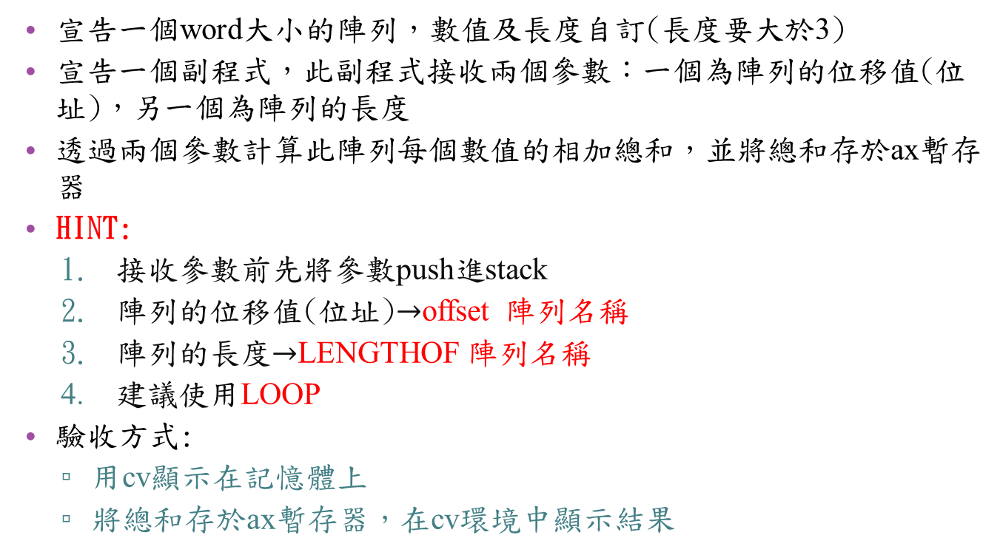 • 宣告一個word大小的陣列，數值及長度自訂(長度要大於3)
• 宣告一個副程式，此副程式接收兩個參數：一個為陣列的位移值(位
址)，另一個為陣列的長度
• 透過兩個參數計算此陣列每個數值的相加總和，並將總和存於ax暫存
器
• HINT:
1. 接收參數前先將參數push進stack
2. 陣列的位移值(位址)→offset 陣列名稱
3. 陣列的長度→LENGTHOF 陣列名稱
4. 建議使用LOOP
• 驗收方式:
▫ 用cv顯示在記憶體上
▫ 將總和存於ax暫存器，在cv環境中顯示結果